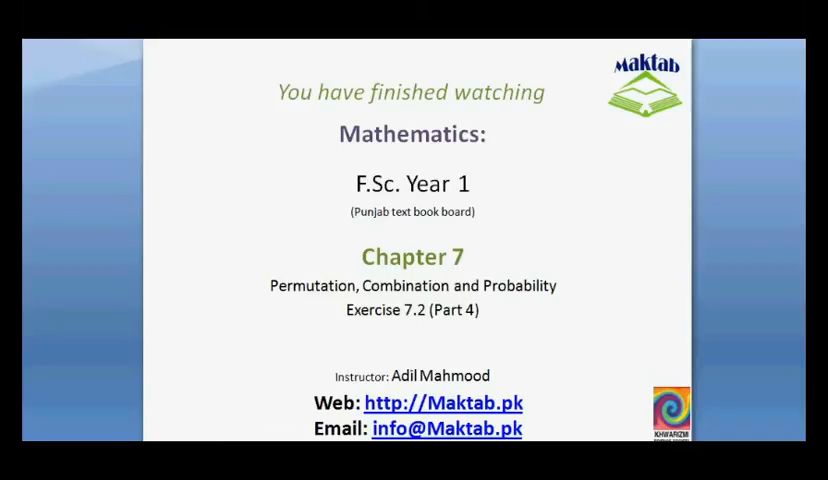 Maktab
You have finished watching
Mathematics:
F.Sc. Year 1
(Punjab text book board)
Chapter 7
Permutation, Combination and Probability
Exercise 7.2 (Part 4)
Instructor: Adil Mahmood
Web: http://Maktab.pk
Email: info@Maktab.pk
KHWARIZMI